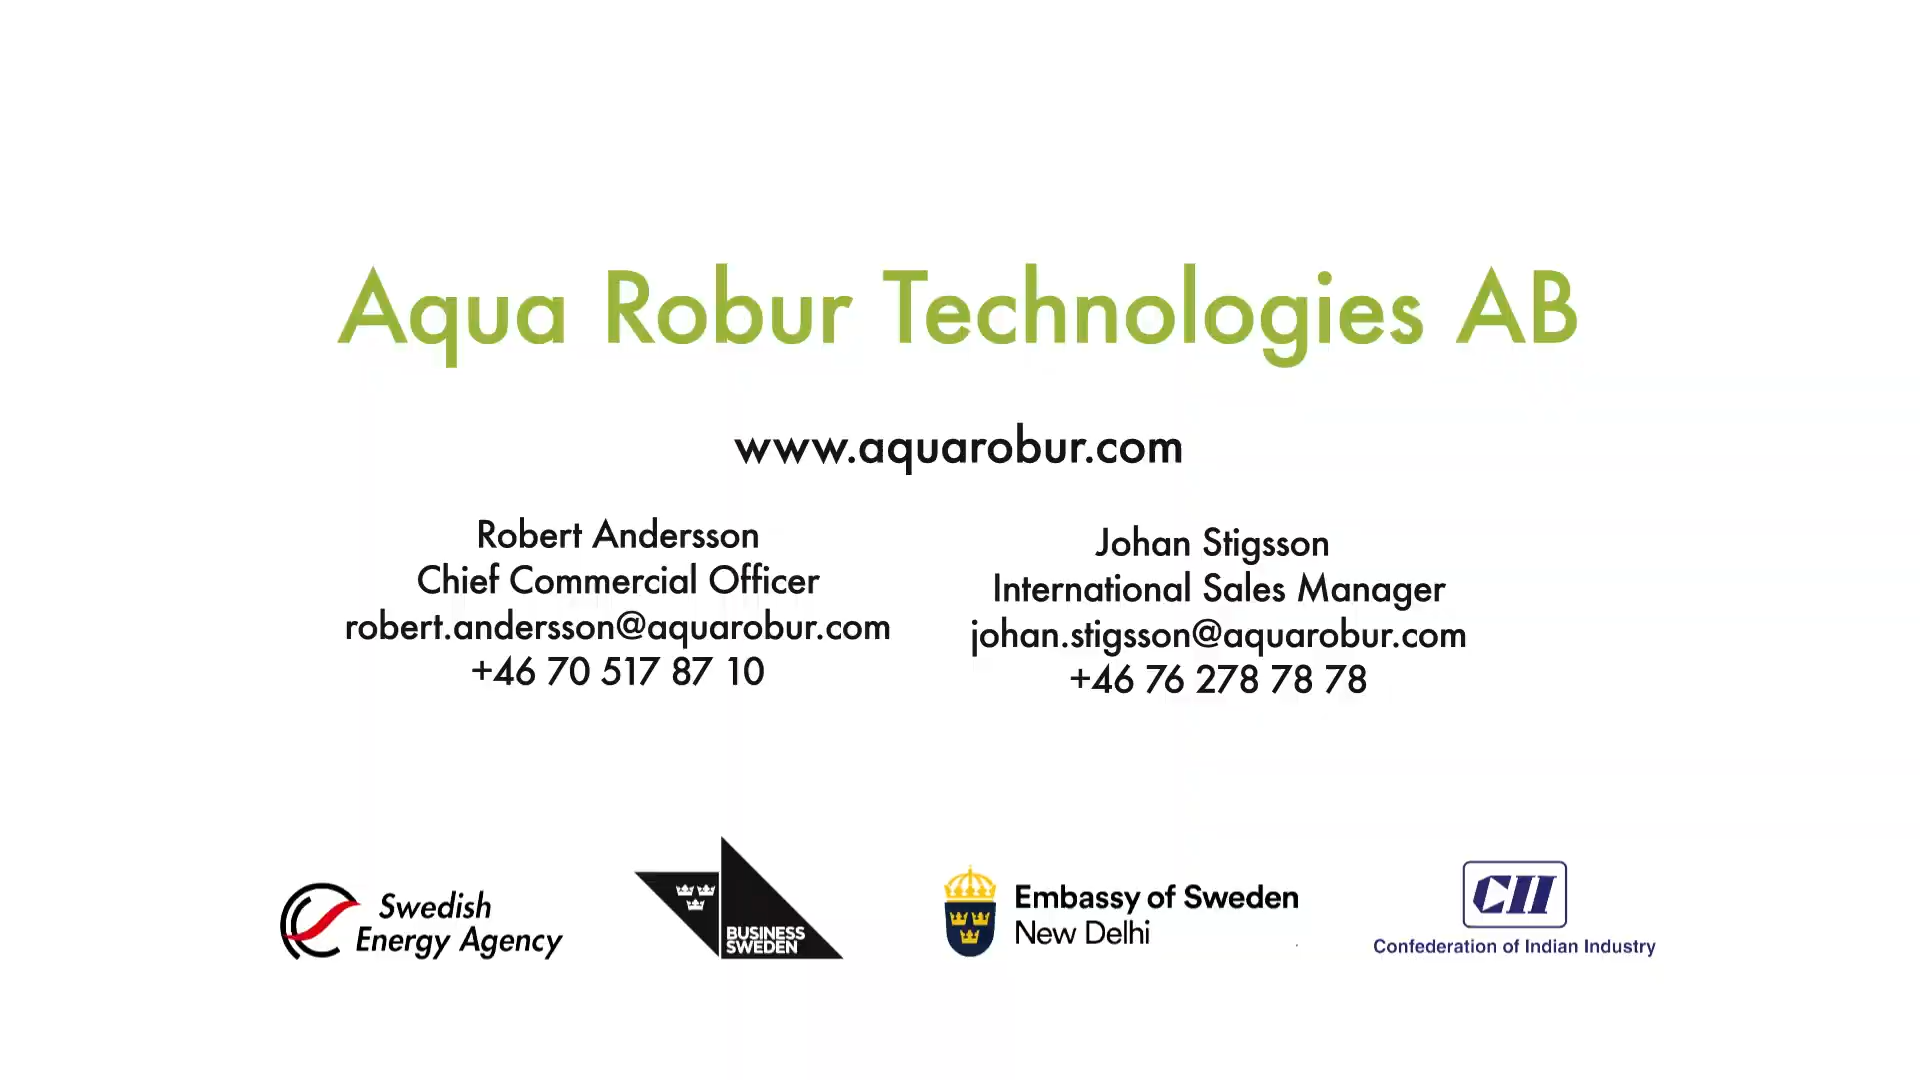 Aqua Robur Technologies AB
www.aquarobur.com
Robert Andersson
Chief Commercial Officer
robert.andersson@aquarobur.com
+46 70 517 87 10
Johan Stigsson
International Sales Manager
johan.stigsson@aquarobur.com
+46 76 278 78 78
Swedish
Energy Agency
BUSINESS
SWEDEN
Embassy of Sweden
New Delhi
CII
Confederation of Indian Industry